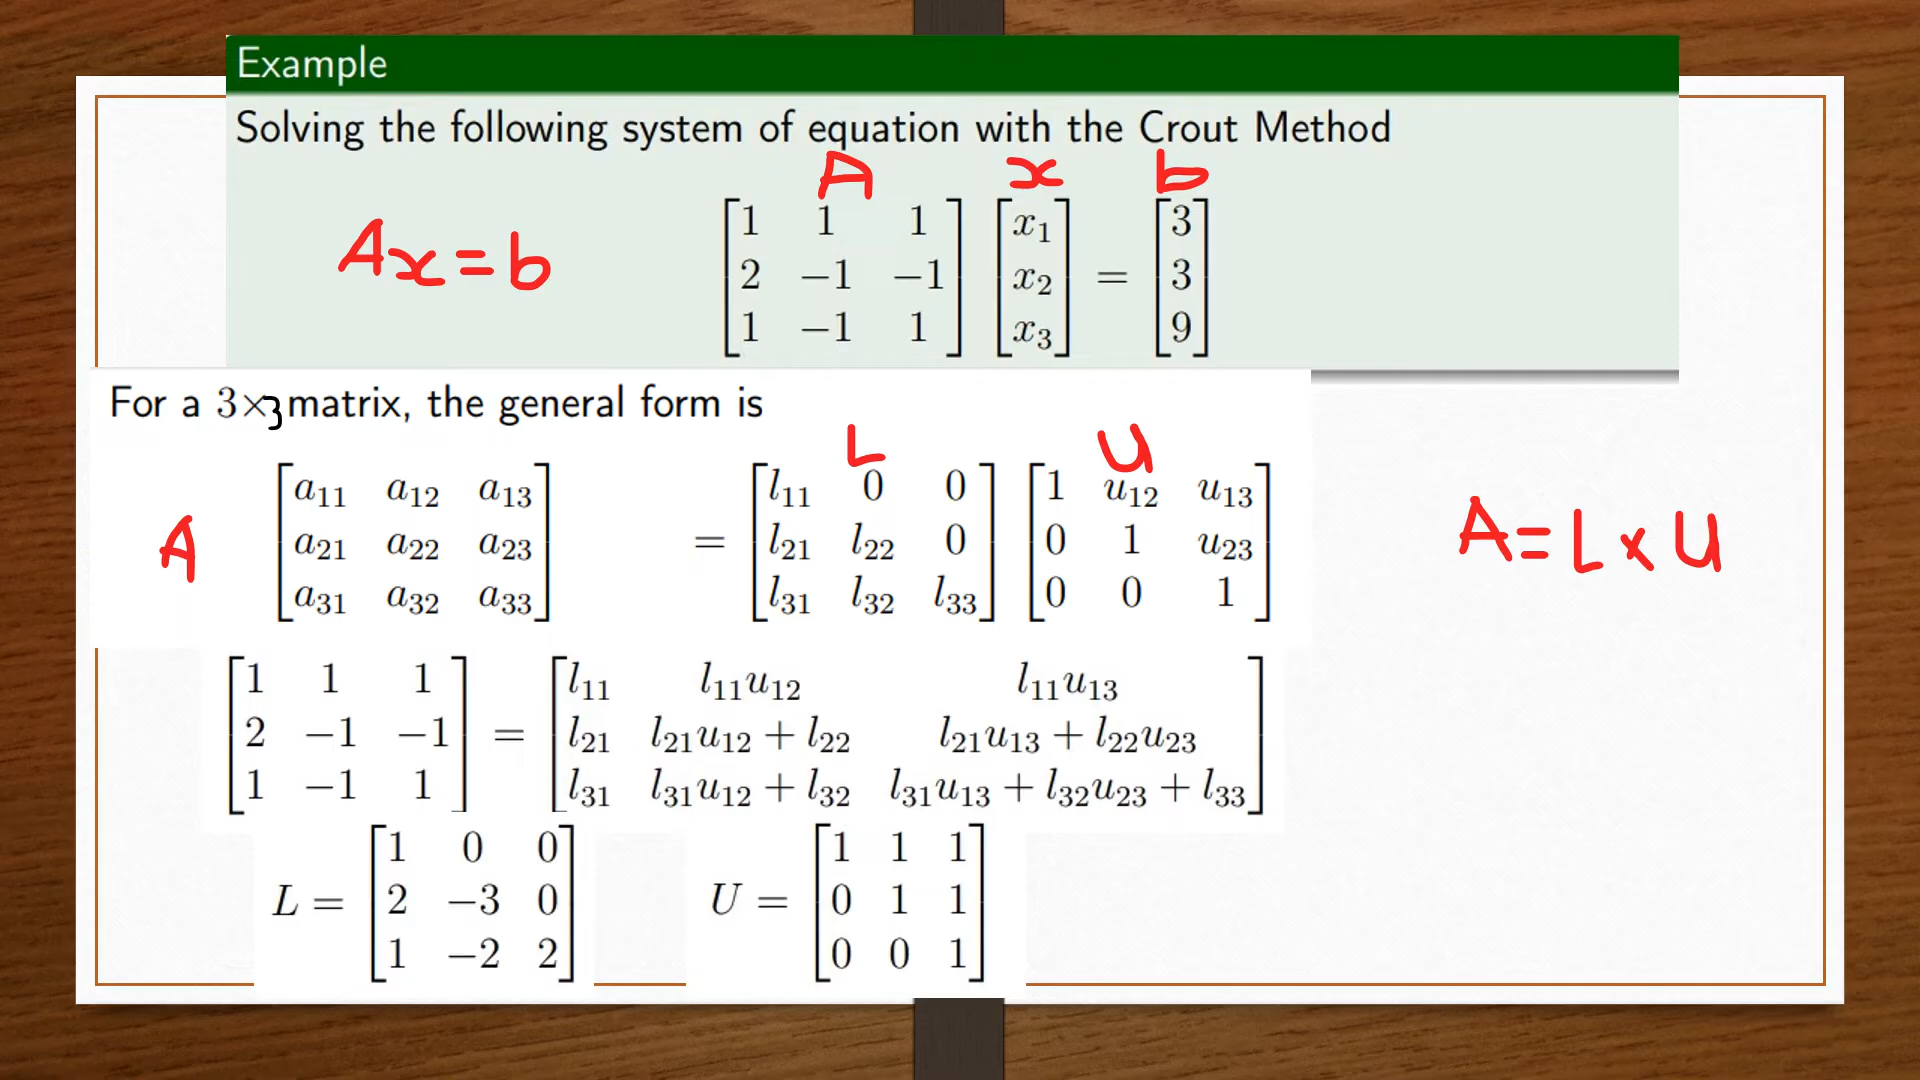 Example
Solving the following system of equation with the Crout Method
A x b
Ax=b
[1 1 1; 2 −1 −1; 1 −1 1] [x₁; x₂; x₃] = [3; 3; 9]
For a 3×3 matrix, the general form is
L U
A [a₁₁ a₁₂ a₁₃; a₂₁ a₂₂ a₂₃; a₃₁ a₃₂ a₃₃] = [l₁₁ 0 0; l₂₁ l₂₂ 0; l₃₁ l₃₂ l₃₃] [1 u₁₂ u₁₃; 0 1 u₂₃; 0 0 1] A=L×U
[1 1 1; 2 −1 −1; 1 −1 1] = [l₁₁ l₁₁u₁₂ l₁₁u₁₃; l₂₁ l₂₁u₁₂ + l₂₂ l₂₁u₁₃ + l₂₂u₂₃; l₃₁ l₃₁u₁₂ + l₃₂ l₃₁u₁₃ + l₃₂u₂₃ + l₃₃]
L = [1 0 0; 2 −3 0; 1 −2 2] U = [1 1 1; 0 1 1; 0 0 1]